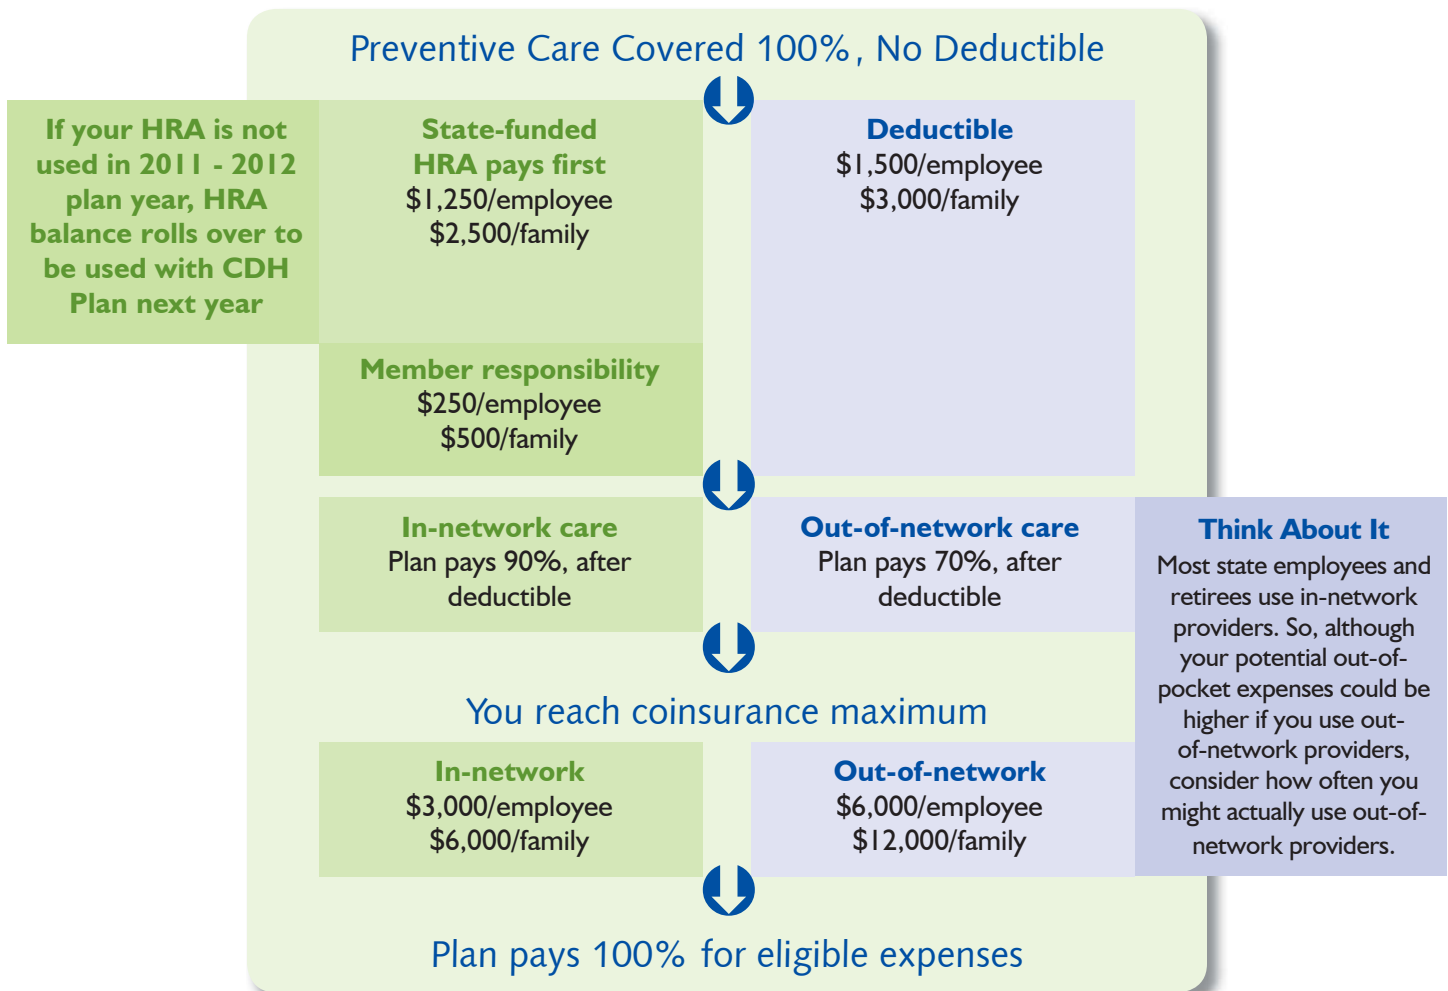 Preventive Care Covered 100%, No Deductible
If your HRA is not
used in 2011 - 2012
plan year, HRA
balance rolls over to
be used with CDH
Plan next year
State-funded
HRA pays first
$1,250/employee
$2,500/family
Deductible
$1,500/employee
$3,000/family
Member responsibility
$250/employee
$500/family
In-network care
Plan pays 90%, after
deductible
Out-of-network care
Plan pays 70%, after
deductible
Think About It
Most state employees and
retirees use in-network
providers. So, although
your potential out-of-
pocket expenses could be
higher if you use out-
of-network providers,
consider how often you
might actually use out-of-
network providers.
You reach coinsurance maximum
In-network
$3,000/employee
$6,000/family
Out-of-network
$6,000/employee
$12,000/family
Plan pays 100% for eligible expenses